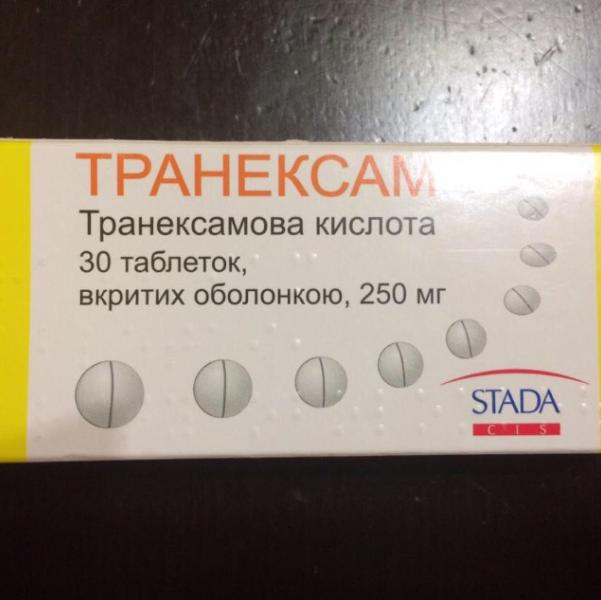 ТРАНЕКСАМ
Транексамова кислота
30 таблеток,
вкритих оболонкою, 250 мг
STADA
CIS